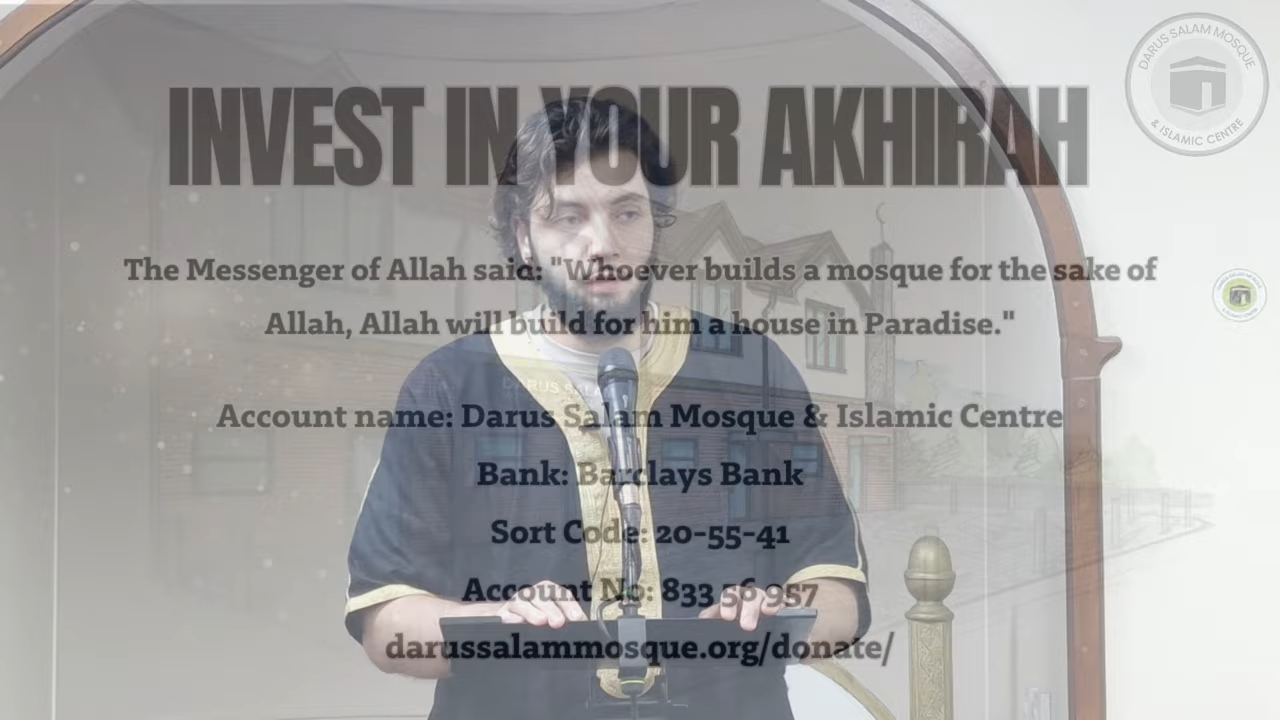 DARUS SALAM MOSQUE
& ISLAMIC CENTRE
INVEST IN YOUR AKHIRAH
The Messenger of Allah said: "Whoever builds a mosque for the sake of
Allah, Allah will build for him a house in Paradise."
DARUS SALA
Account name: Darus Salam Mosque & Islamic Centre
Bank: Barclays Bank
Sort Code: 20-55-41
Account No: 833 56 957
darussalammosque.org/donate/